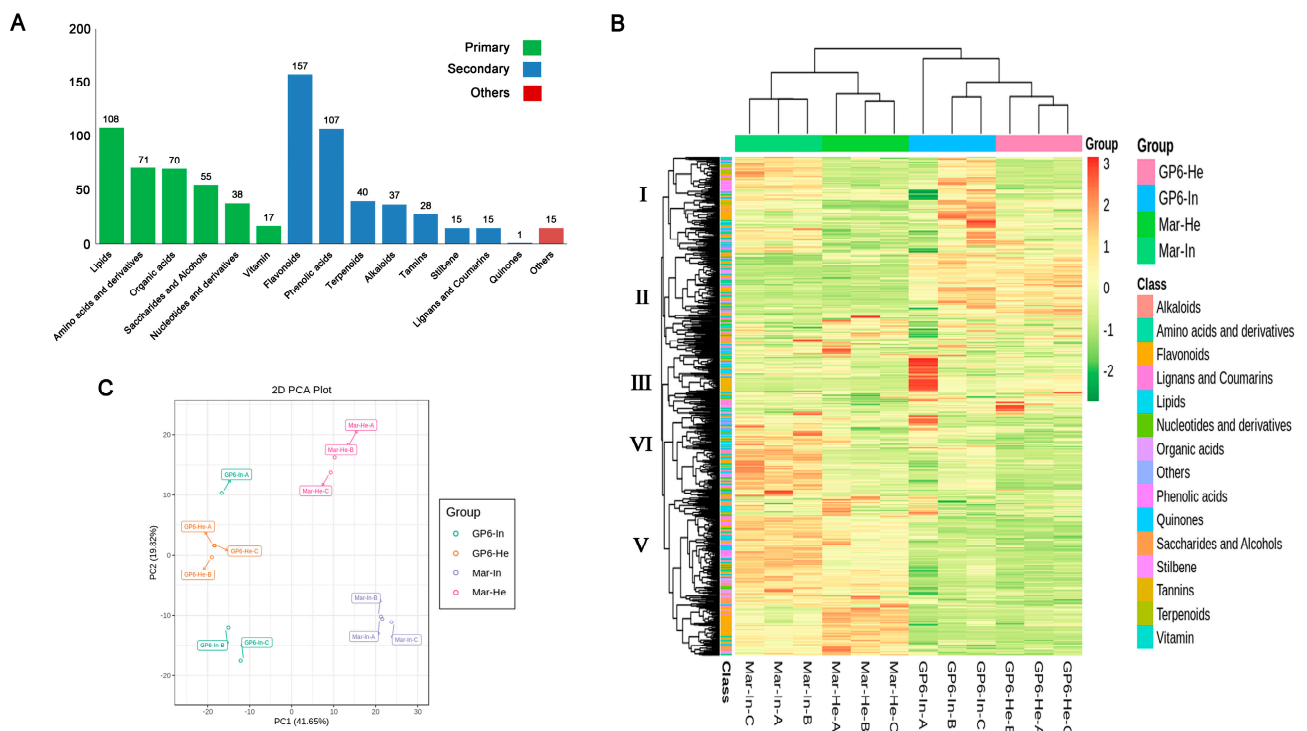 A
200
150
100
50
0
108
71
70
55
38
17
157
107
40
37
28
15
15
1
15
Primary
Secondary
Others
Lipids
Amino acids and derivatives
Organic acids
Saccharides and Alcohols
Nucleotides and derivatives
Vitamin
Flavonoids
Phenolic acids
Terpenoids
Alkaloids
Tannins
Stilbene
Lignans and Coumarins
Quinones
Others
B
I
II
III
VI
V
Group
3
2
1
0
-1
-2
Class
Mar-In-C
Mar-In-A
Mar-In-B
Mar-He-A
Mar-He-B
Mar-He-C
GP6-In-A
GP6-In-B
GP6-In-C
GP6-He-B
GP6-He-A
GP6-He-C
Group
GP6-He
GP6-In
Mar-He
Mar-In
Class
Alkaloids
Amino acids and derivatives
Flavonoids
Lignans and Coumarins
Lipids
Nucleotides and derivatives
Organic acids
Others
Phenolic acids
Quinones
Saccharides and Alcohols
Stilbene
Tannins
Terpenoids
Vitamin
C
2D PCA Plot
PC2 (19.82%)
20
10
0
-10
-20
Mar-He-A
Mar-He-B
Mar-He-C
GP6-In-A
GP6-He-A
GP6-He-C
GP6-He-B
Mar-In-B
Mar-In-A
Mar-In-C
GP6-In-B
GP6-In-C
-20
-10
0
10
20
30
PC1 (41.65%)
Group
GP6-In
GP6-He
Mar-In
Mar-He